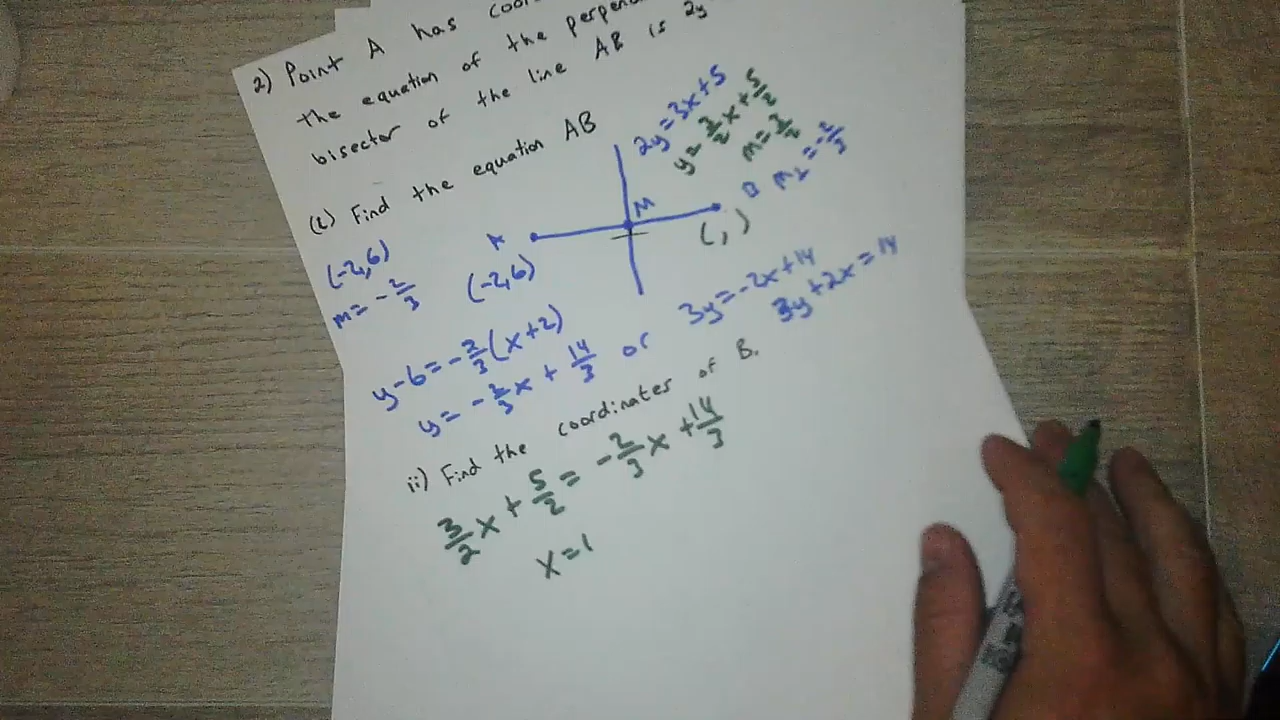 2) Point A has
the equation of the
bisector of the line AB is 2y
(i) Find the equation AB
2y=3x+5
y=3/2x+5/2
m=3/2
m⊥=-2/3
A
M
B
(-2,6)
( , )
(-2,6)
m=-2/3
y-6=-2/3(x+2)
y=-2/3x+14/3 or 3y=-2x+14
3y+2x=14
ii) Find the coordinates of B.
3/2x+5/2=-2/3x+14/3
x=1